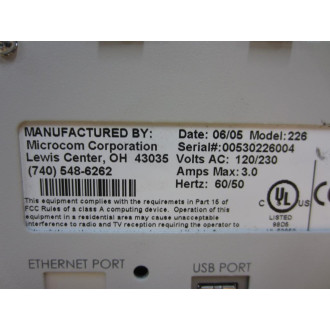 MANUFACTURED BY:
Microcom Corporation
Lewis Center, OH 43035
(740) 548-6262
Date: 06/05 Model: 226
Serial#:00530226004
Volts AC: 120/230
Amps Max: 3.0
Hertz: 60/50
This equipment complies with the requirements in Part 15 of
FCC Rules of a class A computing device. Operation of this
equipment in a residential area may cause unacceptable
interference to radio and TV reception requiring the operator to
C UL US
LISTED
ETHERNET PORT
USB PORT